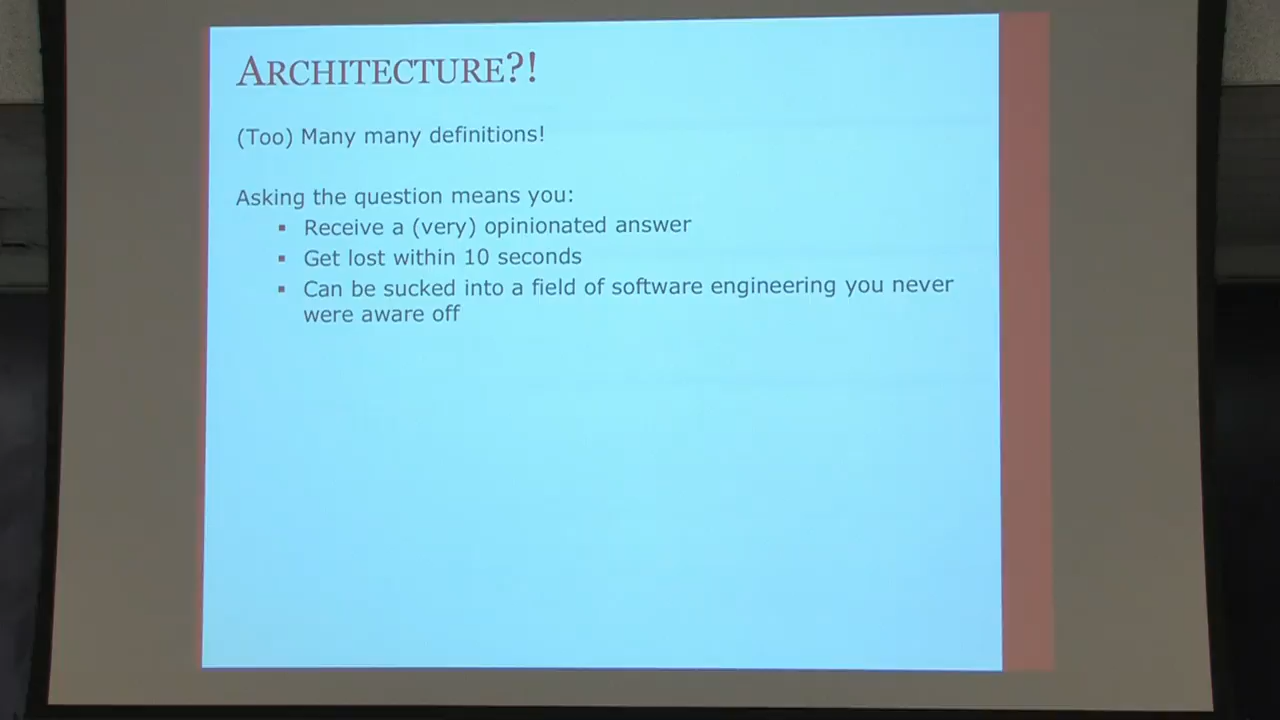 ARCHITECTURE?!
(Too) Many many definitions!
Asking the question means you:
▪ Receive a (very) opinionated answer
▪ Get lost within 10 seconds
▪ Can be sucked into a field of software engineering you never
were aware off